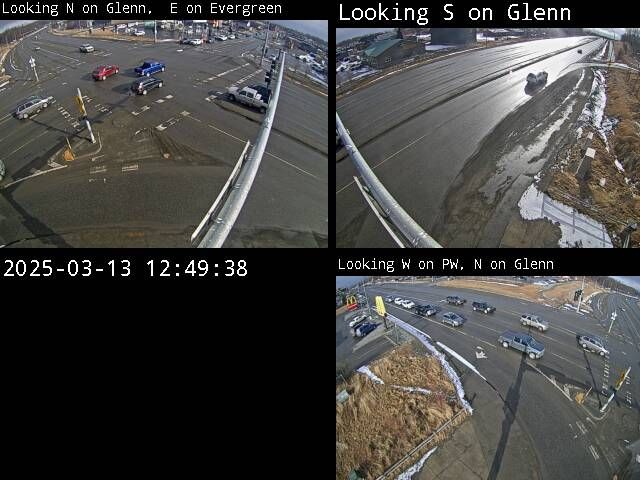 Looking N on Glenn,  E on Evergreen
Looking S on Glenn
2025-03-13 12:49:38
Looking W on PW, N on Glenn